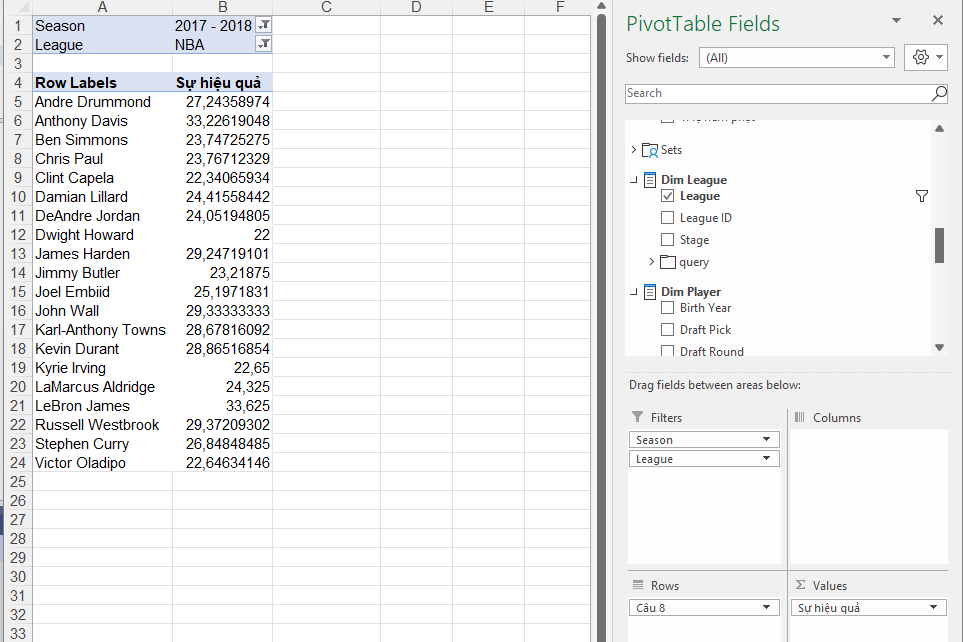 A B C D E F
1 Season 2017 - 2018
2 League NBA
3
4 Row Labels Sự hiệu quả
5 Andre Drummond 27,24358974
6 Anthony Davis 33,22619048
7 Ben Simmons 23,74725275
8 Chris Paul 23,76712329
9 Clint Capela 22,34065934
10 Damian Lillard 24,41558442
11 DeAndre Jordan 24,05194805
12 Dwight Howard 22
13 James Harden 29,24719101
14 Jimmy Butler 23,21875
15 Joel Embiid 25,1971831
16 John Wall 29,33333333
17 Karl-Anthony Towns 28,67816092
18 Kevin Durant 28,86516854
19 Kyrie Irving 22,65
20 LaMarcus Aldridge 24,325
21 LeBron James 33,625
22 Russell Westbrook 29,37209302
23 Stephen Curry 26,84848485
24 Victor Oladipo 22,64634146
25
26
27
28
29
30
31
32
33
PivotTable Fields
Show fields: (All)
Search
Sets
Dim League
League
League ID
Stage
query
Dim Player
Birth Year
Draft Pick
Draft Round
Drag fields between areas below:
Filters
Season
League
Columns
Rows
Câu 8
Σ Values
Sự hiệu quả